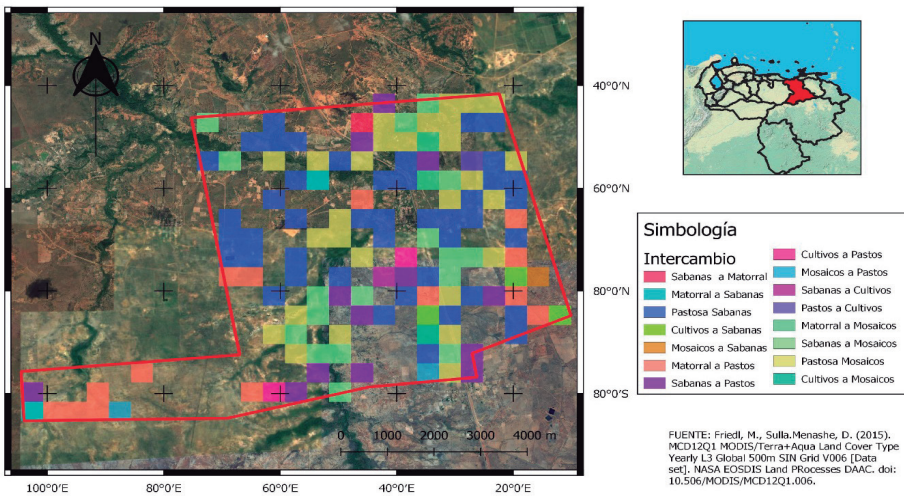 N
40°0'N
60°0'N
80°0'N
80°0'S
100°0'E
80°0'E
60°0'E
40°0'E
20°0'E
0 1000 2000 3000 4000 m
Simbología
Intercambio
Sabanas a Matorral
Matorral a Sabanas
Pastosa Sabanas
Cultivos a Sabanas
Mosaicos a Sabanas
Matorral a Pastos
Sabanas a Pastos
Cultivos a Pastos
Mosaicos a Pastos
Sabanas a Cultivos
Pastos a Cultivo
Matorral a Mosaicos
Sabanas a Mosaicos
Pastosa Mosaicos
Cultivo a Mosaicos
FUENTE: Friedl, M., Sulla.Menashe, D. (2015).
MCD12Q1 MODIS/Terra+Aqua Land Cover Type
Yearly L3 Global 500m SIN Grid V006 [Data
set]. NASA EOSDIS Land PRocesses DAAC. doi:
10.506/MODIS/MCD12Q1.006.